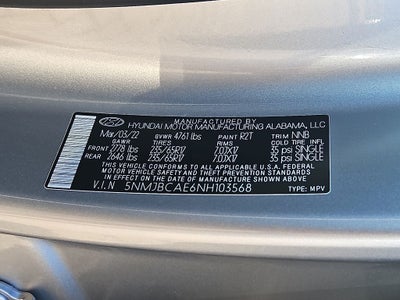 MANUFACTURED BY
HYUNDAI MOTOR MANUFACTURING ALABAMA, LLC
Mar/03/22 GVWR 4761 lbs PAINT R2T TRIM NNB
GAWR TIRES RIMS COLD TIRE INFL
FRONT 2778 lbs 235/65R17 7.0JX17 35 psi SINGLE
REAR 2646 lbs 235/65R17 7.0JX17 35 psi SINGLE
THIS VEHICLE CONFORMS TO ALL APPLICABLE U.S.A. FEDERAL
MOTOR VEHICLE SAFETY AND THEFT PREVENTION STANDARDS
IN EFFECT ON THE DATE OF MANUFACTURE SHOWN ABOVE.
V.I.N 5NMJBCAE6NH103568 TYPE: MPV